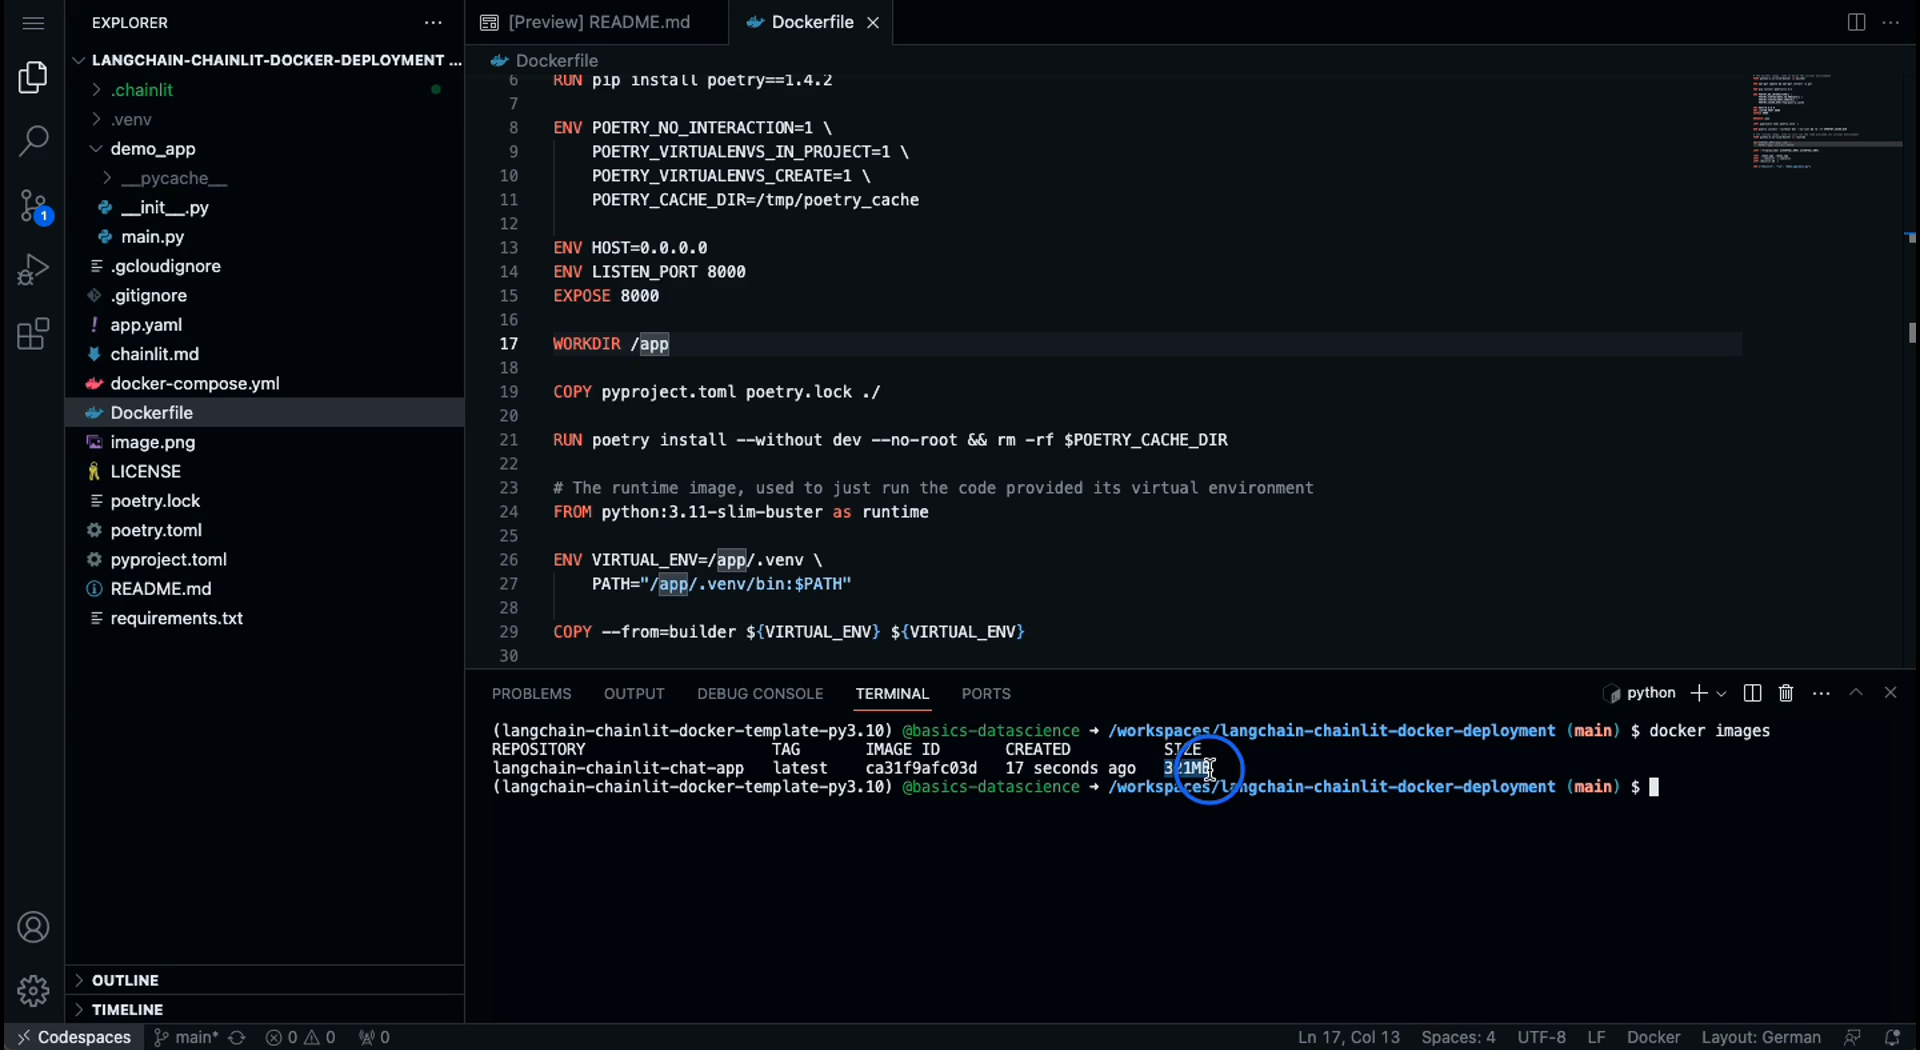 EXPLORER
[Preview] README.md
Dockerfile
LANGCHAIN-CHAINLIT-DOCKER-DEPLOYMENT ...
Dockerfile
.chainlit
.venv
demo_app
__pycache__
__init__.py
main.py
.gcloudignore
.gitignore
app.yaml
chainlit.md
docker-compose.yml
Dockerfile
image.png
LICENSE
poetry.lock
poetry.toml
pyproject.toml
README.md
requirements.txt
OUTLINE
TIMELINE
6 RUN pip install poetry==1.4.2
7
8 ENV POETRY_NO_INTERACTION=1 \
9 POETRY_VIRTUALENVS_IN_PROJECT=1 \
10 POETRY_VIRTUALENVS_CREATE=1 \
11 POETRY_CACHE_DIR=/tmp/poetry_cache
12
13 ENV HOST=0.0.0.0
14 ENV LISTEN_PORT 8000
15 EXPOSE 8000
16
17 WORKDIR /app
18
19 COPY pyproject.toml poetry.lock ./
20
21 RUN poetry install --without dev --no-root && rm -rf $POETRY_CACHE_DIR
22
23 # The runtime image, used to just run the code provided its virtual environment
24 FROM python:3.11-slim-buster as runtime
25
26 ENV VIRTUAL_ENV=/app/.venv \
27 PATH="/app/.venv/bin:$PATH"
28
29 COPY --from=builder ${VIRTUAL_ENV} ${VIRTUAL_ENV}
30
PROBLEMS OUTPUT DEBUG CONSOLE TERMINAL PORTS python
(langchain-chainlit-docker-template-py3.10) @basics-datascience → /workspaces/langchain-chainlit-docker-deployment (main) $ docker images
REPOSITORY TAG IMAGE ID CREATED SIZE
langchain-chainlit-chat-app latest ca31f9afc03d 17 seconds ago 321MB
(langchain-chainlit-docker-template-py3.10) @basics-datascience → /workspaces/langchain-chainlit-docker-deployment (main) $
1
Codespaces main* 0 0 0 Ln 17, Col 13 Spaces: 4 UTF-8 LF Docker Layout: German